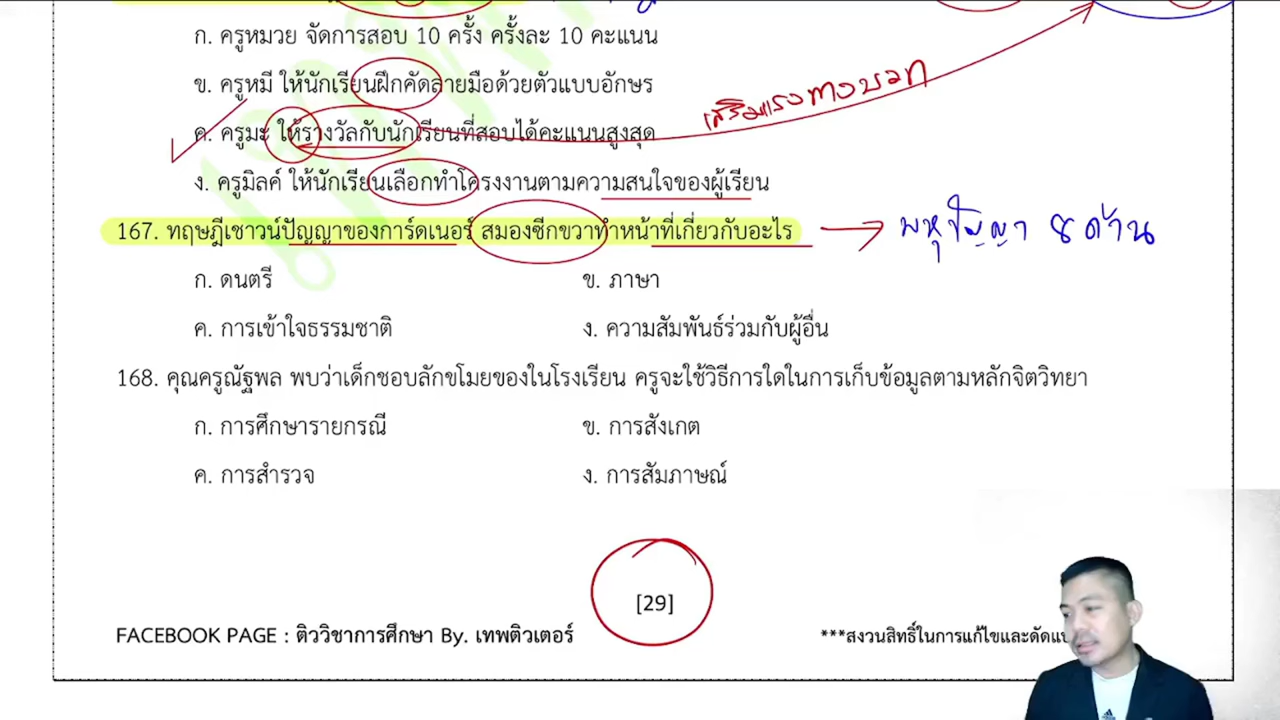 ก. ครูหมวย จัดการสอบ 10 ครั้ง ครั้งละ 10 คะแนน
ข. ครูหมี ให้นักเรียนฝึกคัดลายมือด้วยตัวแบบอักษร
เสริมแรงทางบวก
ค. ครูมะ ให้รางวัลกับนักเรียนที่สอบได้คะแนนสูงสุด
ง. ครูมิลค์ ให้นักเรียนเลือกทำโครงงานตามความสนใจของผู้เรียน
167. ทฤษฎีเชาวน์ปัญญาของการ์ดเนอร์ สมองซีกขวาทำหน้าที่เกี่ยวกับอะไร → พหุปัญญา 8 ด้าน
ก. ดนตรี ข. ภาษา
ค. การเข้าใจธรรมชาติ ง. ความสัมพันธ์ร่วมกับผู้อื่น
168. คุณครูณัฐพล พบว่าเด็กชอบลักขโมยของในโรงเรียน ครูจะใช้วิธีการใดในการเก็บข้อมูลตามหลักจิตวิทยา
ก. การศึกษารายกรณี ข. การสังเกต
ค. การสำรวจ ง. การสัมภาษณ์
[29]
FACEBOOK PAGE : ติววิชาการศึกษา By. เทพติวเตอร์ ***สงวนสิทธิ์ในการแก้ไขและดัดแ